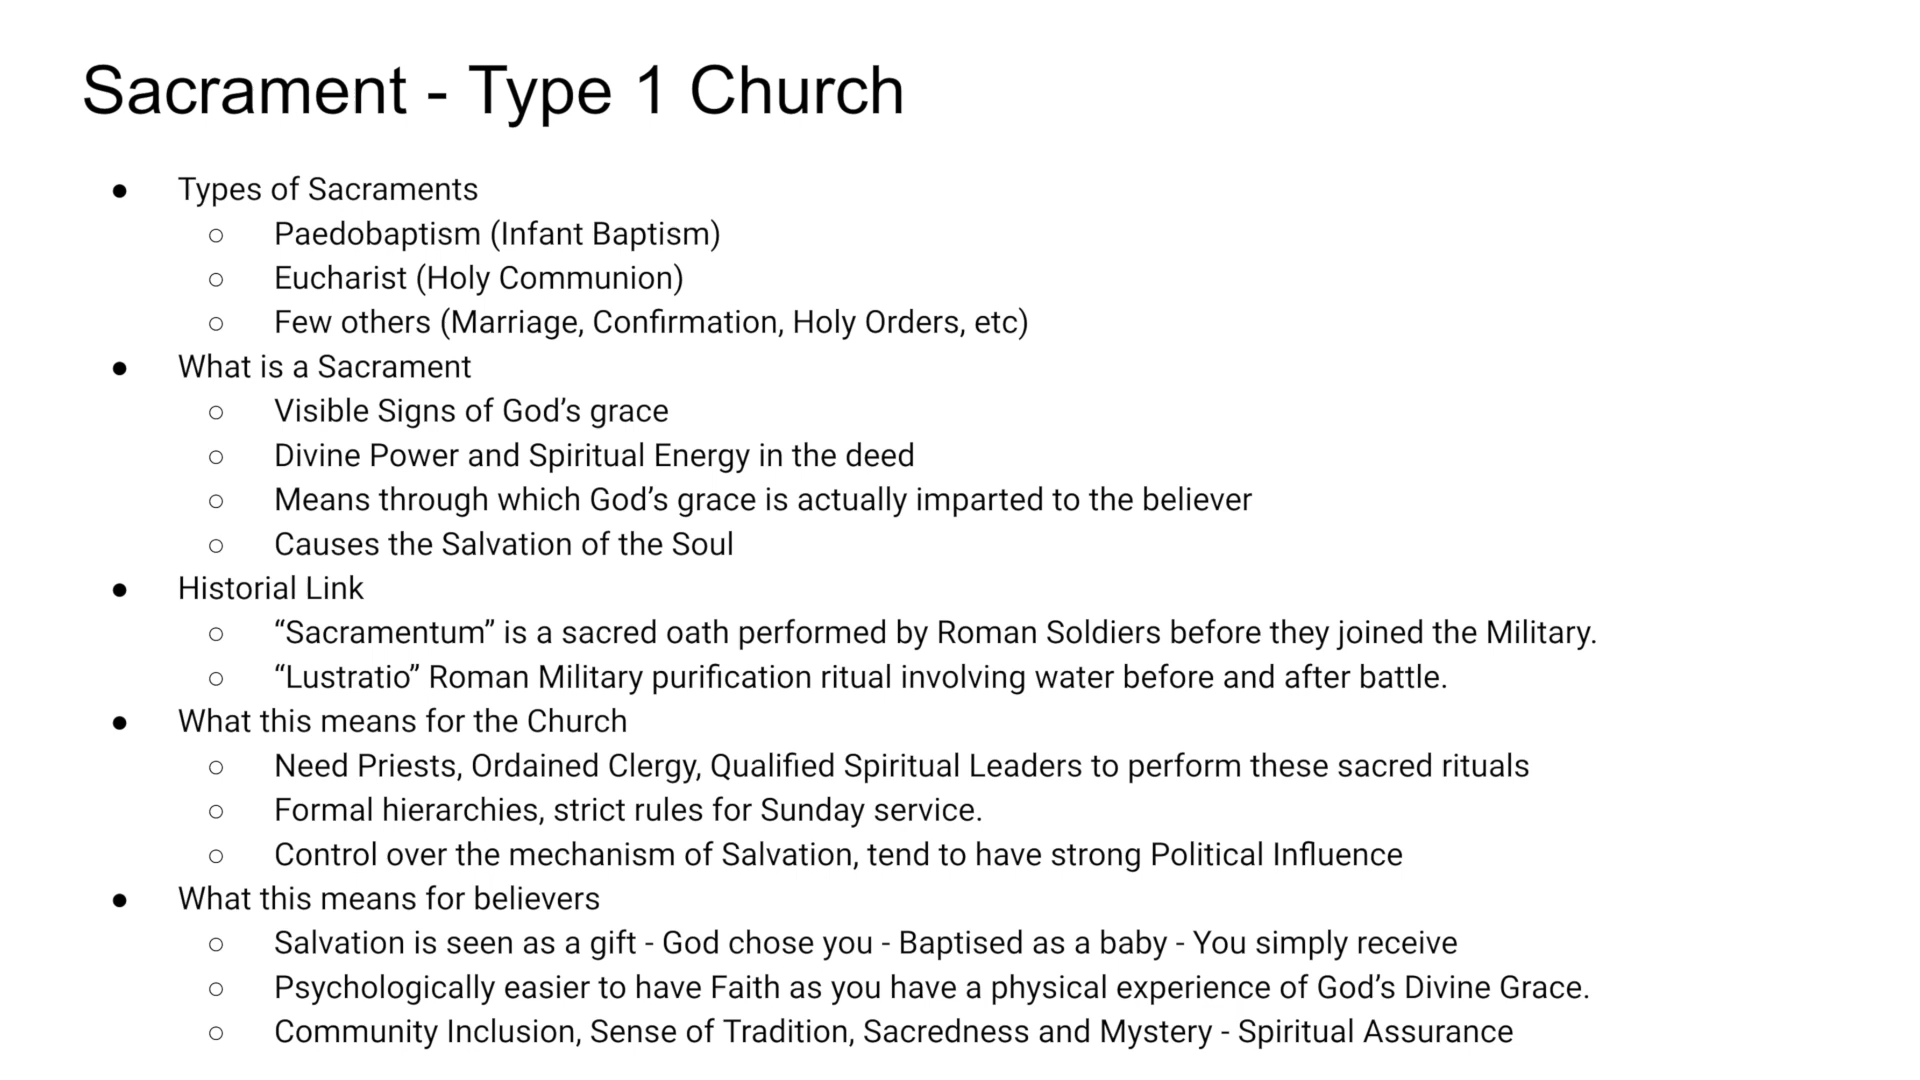 Sacrament - Type 1 Church
● Types of Sacraments
○ Paedobaptism (Infant Baptism)
○ Eucharist (Holy Communion)
○ Few others (Marriage, Confirmation, Holy Orders, etc)
● What is a Sacrament
○ Visible Signs of God’s grace
○ Divine Power and Spiritual Energy in the deed
○ Means through which God’s grace is actually imparted to the believer
○ Causes the Salvation of the Soul
● Historial Link
○ “Sacramentum” is a sacred oath performed by Roman Soldiers before they joined the Military.
○ “Lustratio” Roman Military purification ritual involving water before and after battle.
● What this means for the Church
○ Need Priests, Ordained Clergy, Qualified Spiritual Leaders to perform these sacred rituals
○ Formal hierarchies, strict rules for Sunday service.
○ Control over the mechanism of Salvation, tend to have strong Political Influence
● What this means for believers
○ Salvation is seen as a gift - God chose you - Baptised as a baby - You simply receive
○ Psychologically easier to have Faith as you have a physical experience of God’s Divine Grace.
○ Community Inclusion, Sense of Tradition, Sacredness and Mystery - Spiritual Assurance